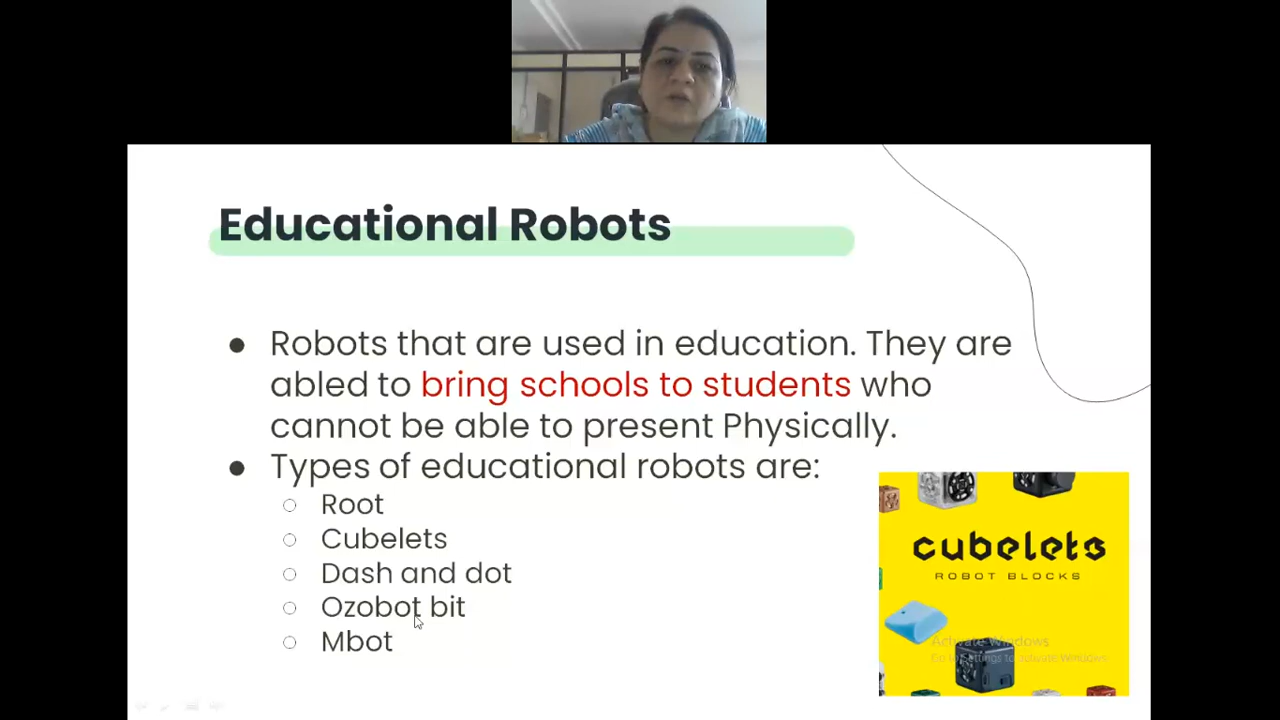 Educational Robots
Robots that are used in education. They are
abled to bring schools to students who
cannot be able to present Physically.
Types of educational robots are:
Root
Cubelets
Dash and dot
Ozobot bit
Mbot
cubelets
ROBOT BLOCKS
Activate Windows
Go to Settings to activate Windows.